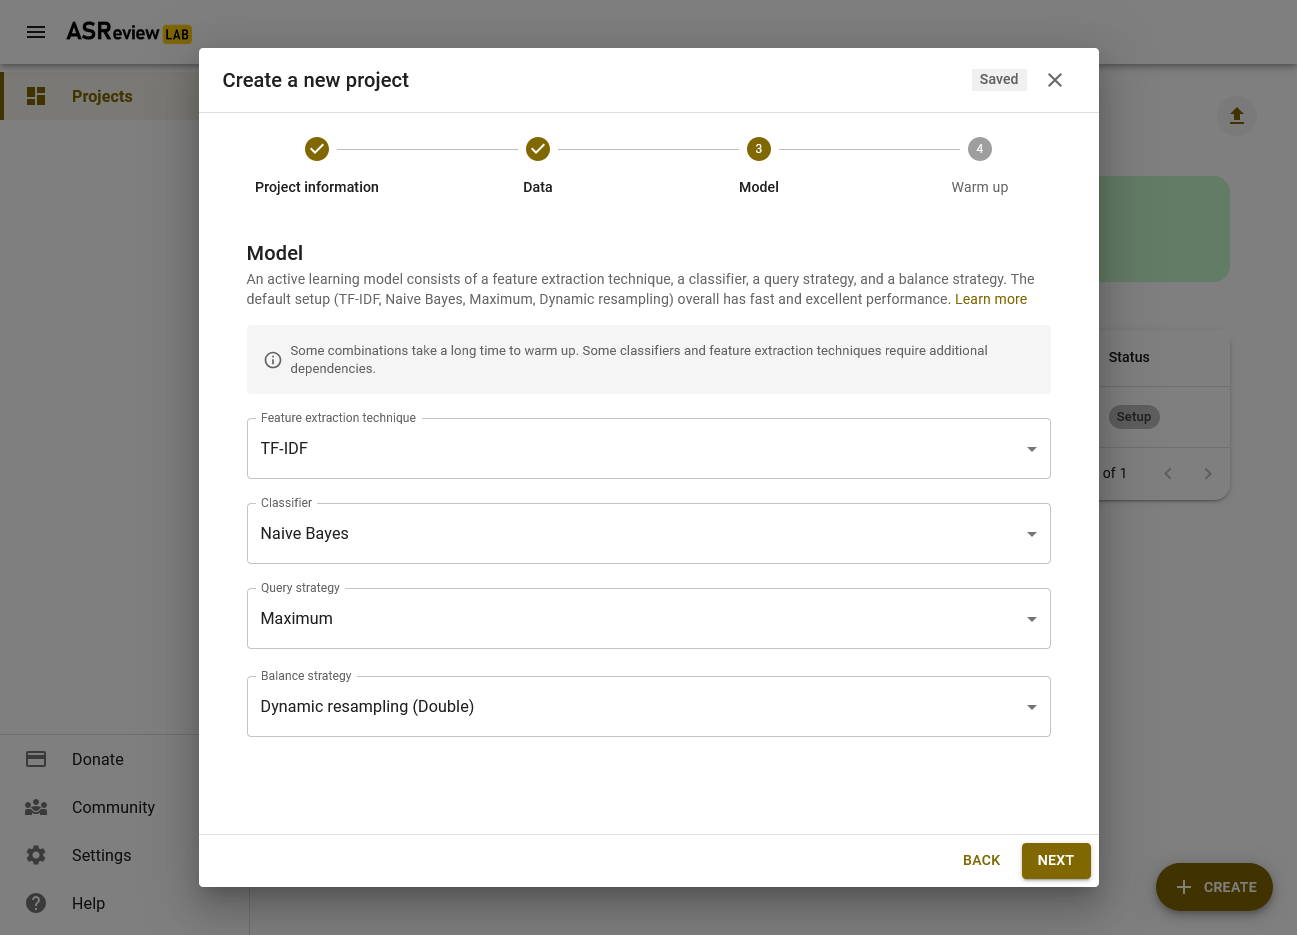 ASReview LAB
Create a new project
Saved
Projects
3
4
Project information
Data
Model
Warm up
Model
An active learning model consists of a feature extraction technique, a classifier, a query strategy, and a balance strategy. The
default setup (TF-IDF, Naive Bayes, Maximum, Dynamic resampling) overall has fast and excellent performance. Learn more
Some combinations take a long time to warm up. Some classifiers and feature extraction techniques require additional
dependencies.
Status
Setup
of 1
Feature extraction technique
TF-IDF
Classifier
Naive Bayes
Query strategy
Maximum
Balance strategy
Dynamic resampling (Double)
Donate
Community
Settings
Help
BACK
NEXT
CREATE